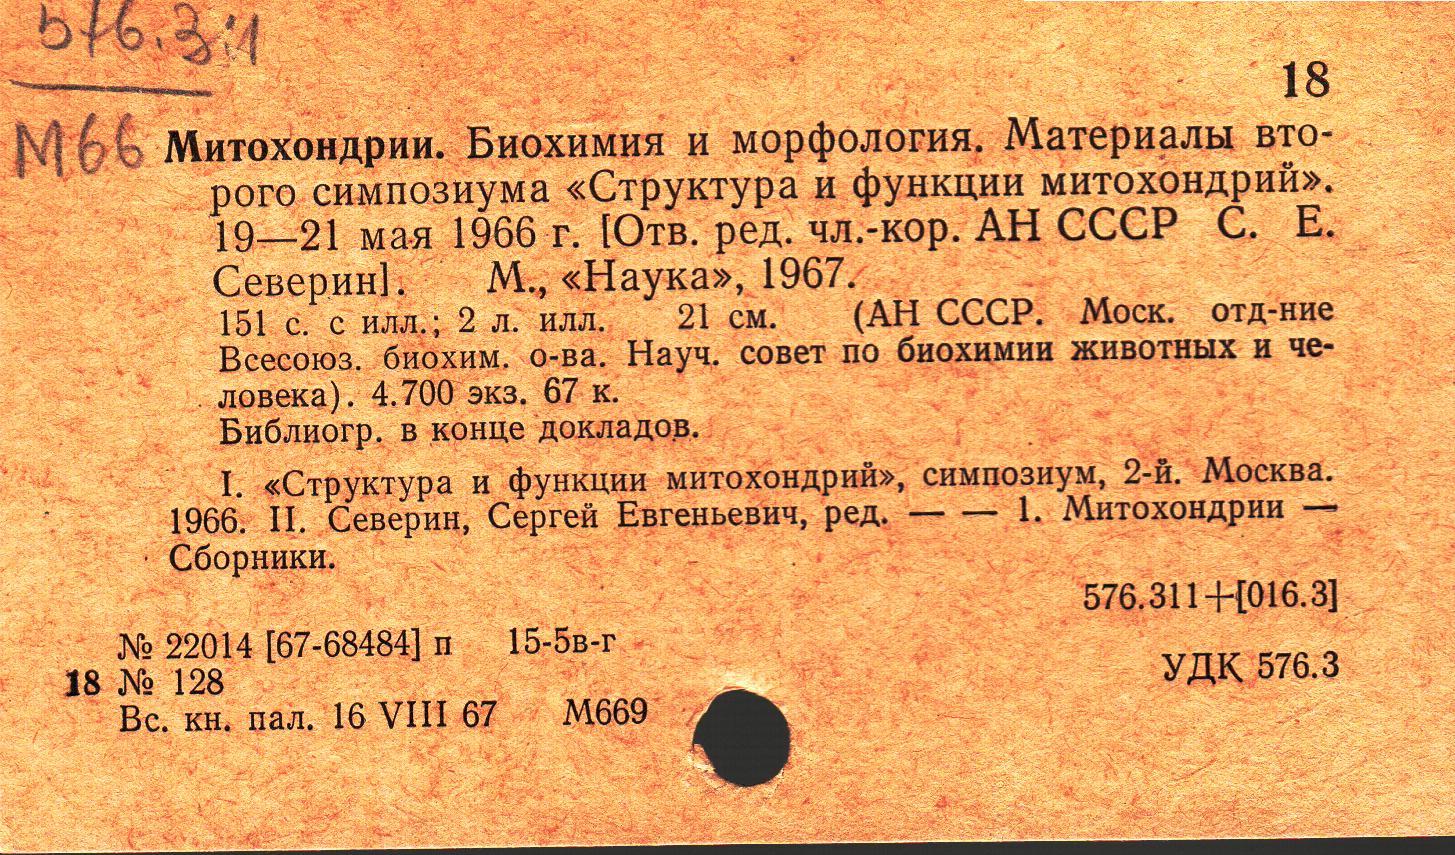 576.3:1
18
М66
Митохондрии. Биохимия и морфология. Материалы вто-
рого симпозиума «Структура и функции митохондрий».
19—21 мая 1966 г. [Отв. ред. чл.-кор. АН СССР С. Е.
Северин]. М., «Наука», 1967.
151 с. с илл.; 2 л. илл. 21 см. (АН СССР. Моск. отд-ние
Всесоюз. биохим. о-ва. Науч. совет по биохимии животных и че-
ловека). 4.700 экз. 67 к.
Библиогр. в конце докладов.
I. «Структура и функции митохондрий», симпозиум, 2-й. Москва.
1966. II. Северин, Сергей Евгеньевич, ред. — — 1. Митохондрии —
Сборники.
576.311+[016.3]
№ 22014 [67-68484] п 15-5в-г
18 № 128
УДК 576.3
Вс. кн. пал. 16 VIII 67 М669